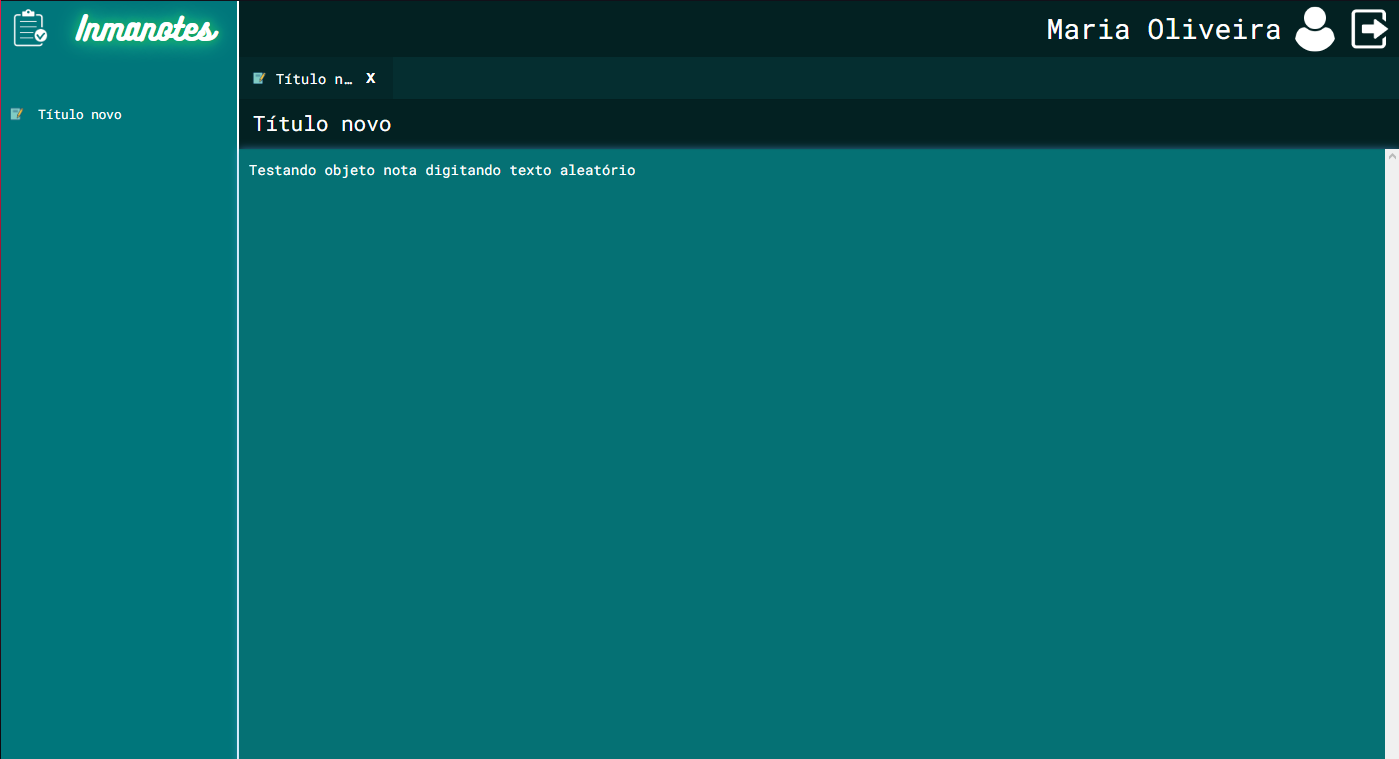 Inmanotes
Maria Oliveira
Título novo
Título n… x
Título novo
Testando objeto nota digitando texto aleatório